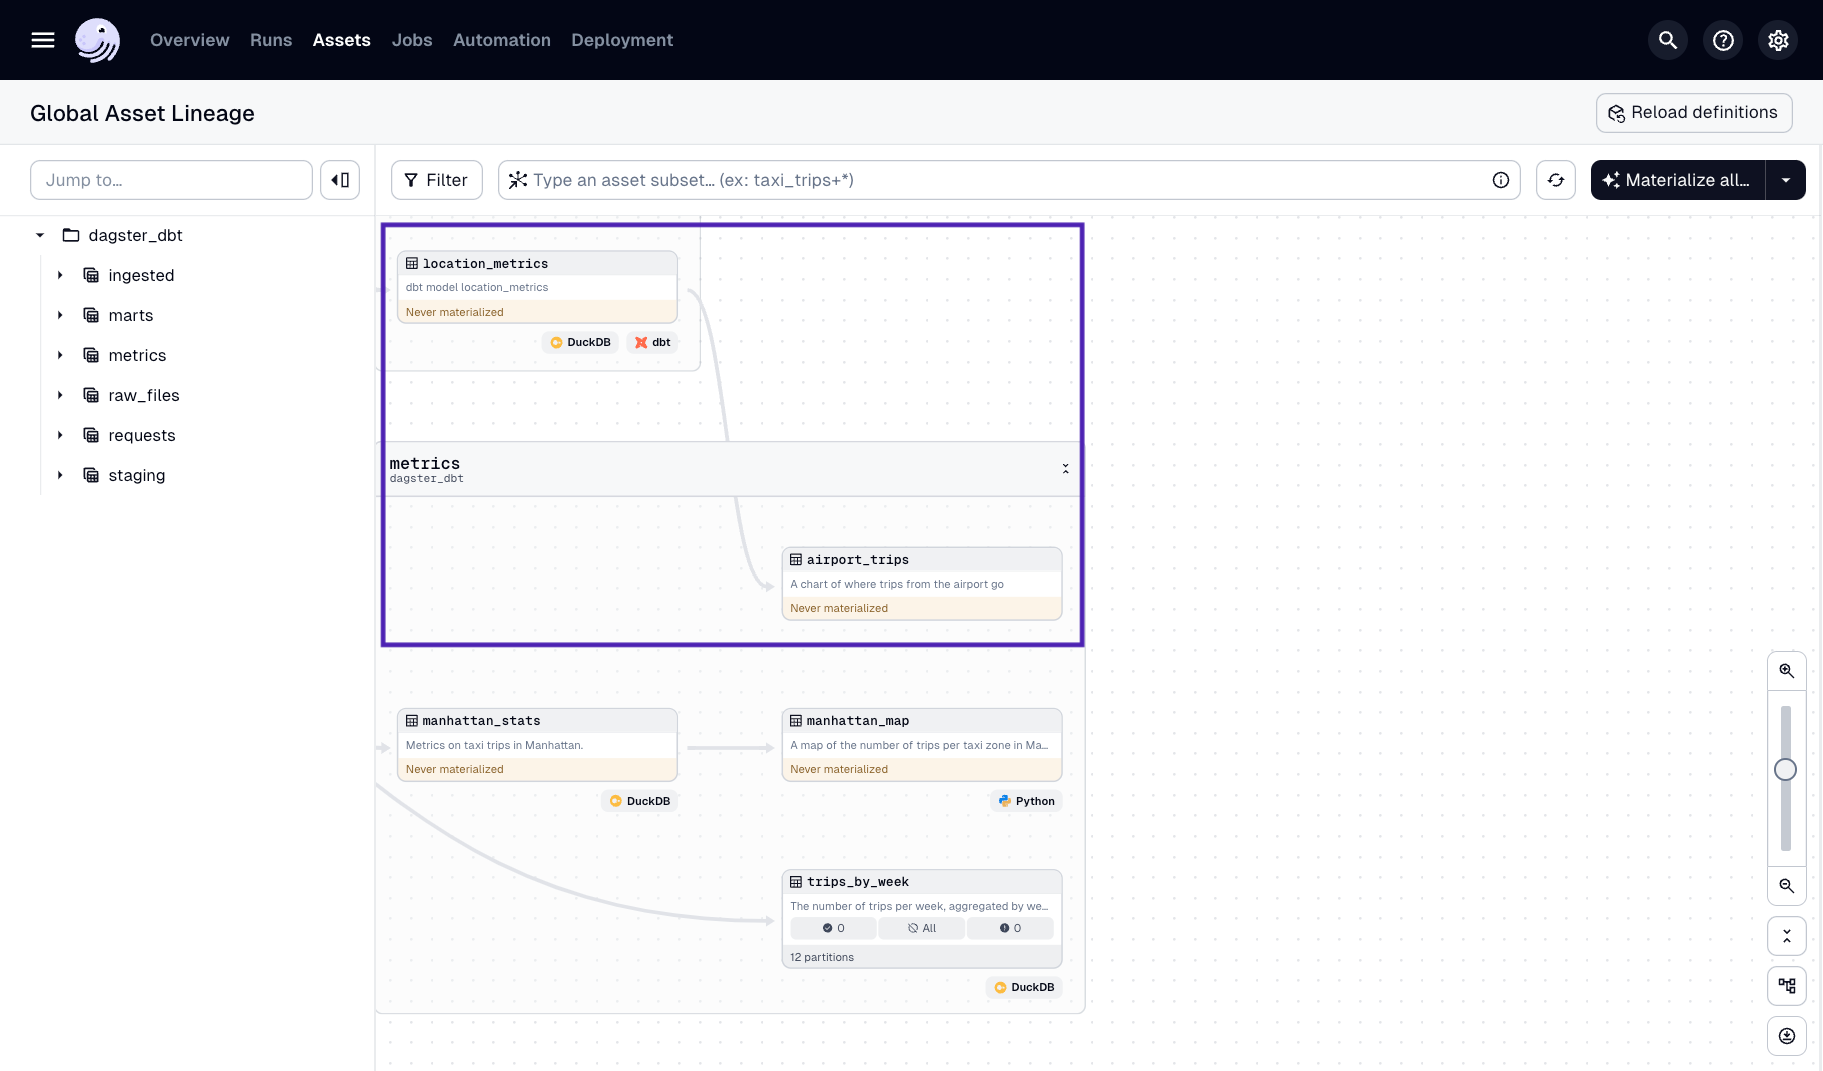 Overview Runs Assets Jobs Automation Deployment
Global Asset Lineage
Reload definitions
Jump to…
Filter
Type an asset subset… (ex: taxi_trips+*)
Materialize all…
dagster_dbt
ingested
marts
metrics
raw_files
requests
staging
location_metrics
dbt model location_metrics
Never materialized
DuckDB dbt
metrics
dagster_dbt
airport_trips
A chart of where trips from the airport go
Never materialized
manhattan_stats
Metrics on taxi trips in Manhattan.
Never materialized
DuckDB
manhattan_map
A map of the number of trips per taxi zone in Ma…
Never materialized
Python
trips_by_week
The number of trips per week, aggregated by we…
0 All 0
12 partitions
DuckDB